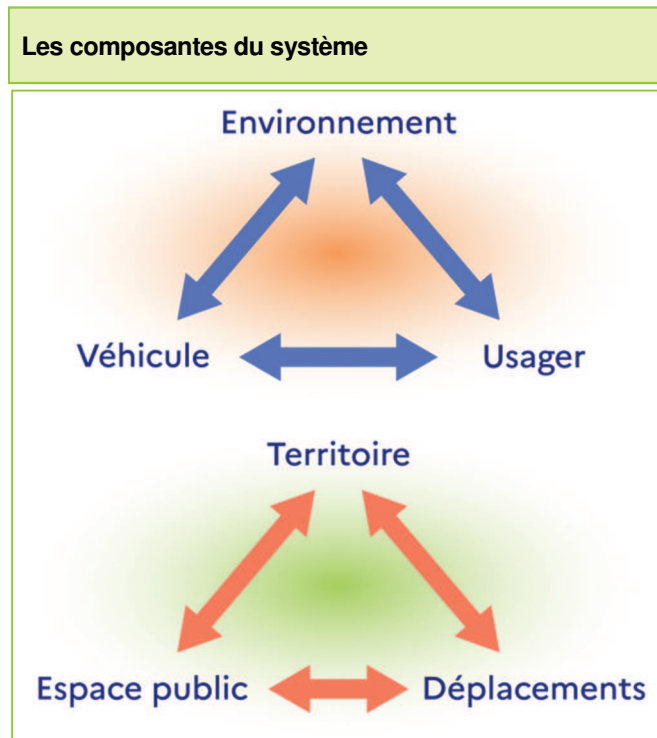 Les composantes du système
Environnement
Véhicule
Usager
Territoire
Espace public
Déplacements